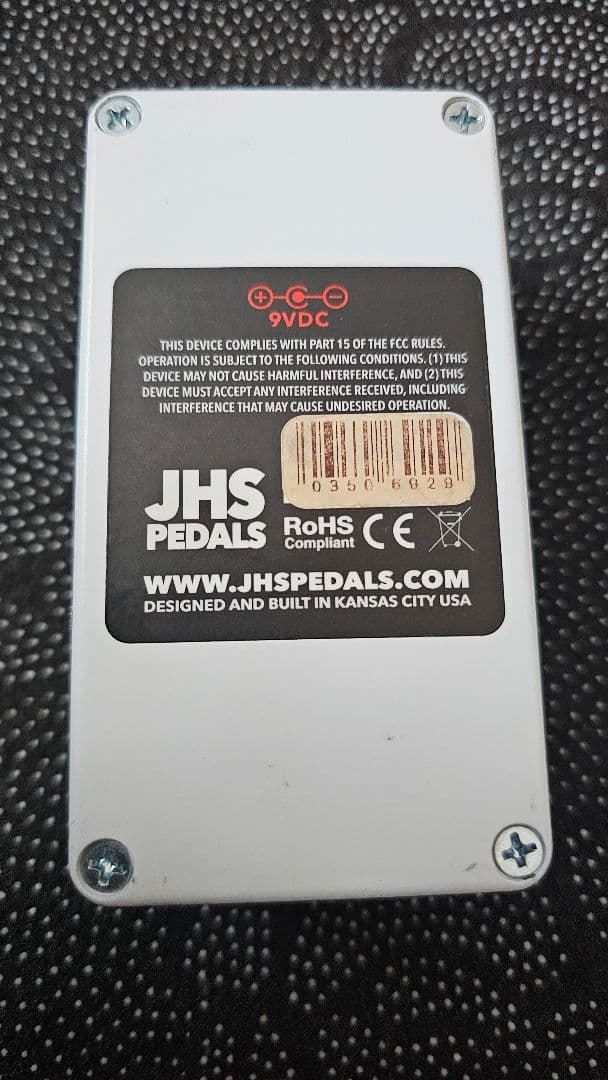 9VDC
THIS DEVICE COMPLIES WITH PART 15 OF THE FCC RULES.
OPERATION IS SUBJECT TO THE FOLLOWING CONDITIONS. (1) THIS
DEVICE MAY NOT CAUSE HARMFUL INTERFERENCE, AND (2) THIS
DEVICE MUST ACCEPT ANY INTERFERENCE RECEIVED, INCLUDING
INTERFERENCE THAT MAY CAUSE UNDESIRED OPERATION.
03506929
JHS
PEDALS
RoHS
Compliant
CE
WWW.JHSPEDALS.COM
DESIGNED AND BUILT IN KANSAS CITY USA